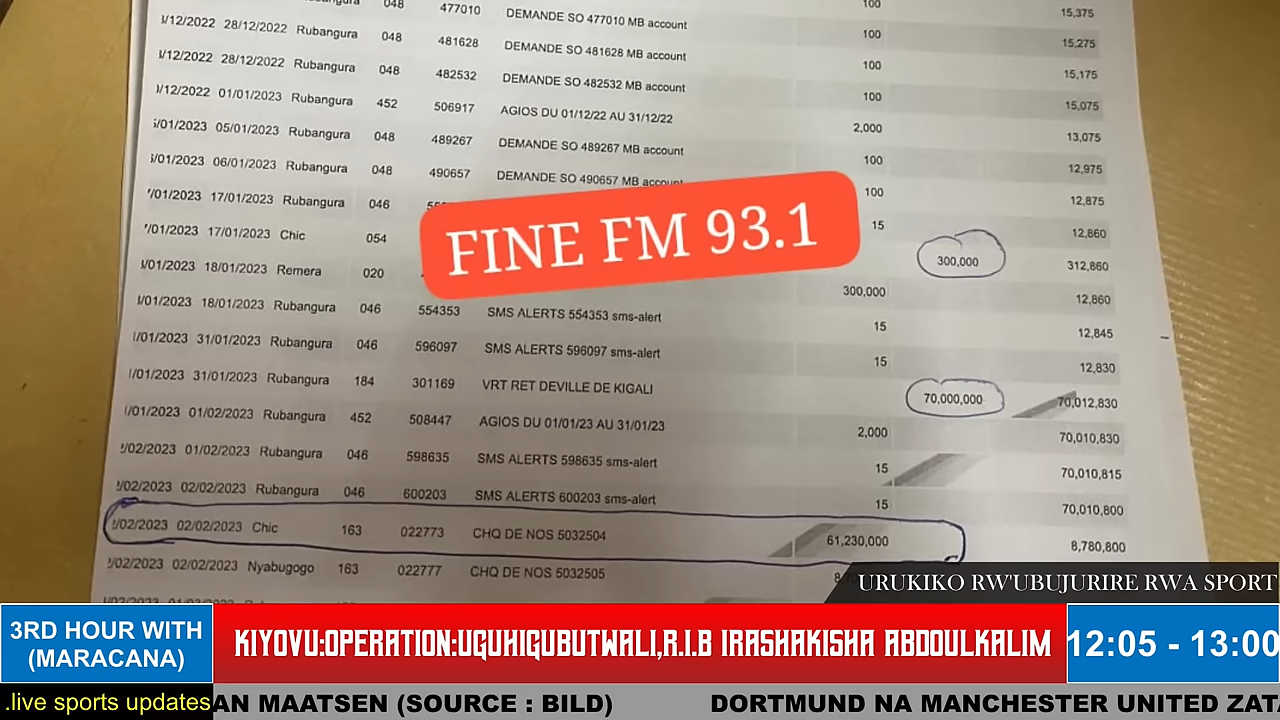 048 477010 DEMANDE SO 477010 MB account 100 15,375
/12/2022 28/12/2022 Rubangura 048 481628 DEMANDE SO 481628 MB account 100 15,275
/12/2022 28/12/2022 Rubangura 048 482532 DEMANDE SO 482532 MB account 100 15,175
/12/2022 01/01/2023 Rubangura 452 506917 AGIOS DU 01/12/22 AU 31/12/22 100 15,075
/01/2023 05/01/2023 Rubangura 048 489267 DEMANDE SO 489267 MB account 2,000 13,075
/01/2023 06/01/2023 Rubangura 048 490657 DEMANDE SO 490657 MB account 100 12,975
/01/2023 17/01/2023 Rubangura 046 100 12,875
/01/2023 17/01/2023 Chic 054 15 12,860
/01/2023 18/01/2023 Remera 020 300,000 312,860
/01/2023 18/01/2023 Rubangura 046 554353 SMS ALERTS 554353 sms-alert 300,000 12,860
/01/2023 31/01/2023 Rubangura 046 596097 SMS ALERTS 596097 sms-alert 15 12,845
/01/2023 31/01/2023 Rubangura 184 301169 VRT RET DEVILLE DE KIGALI 15 12,830
/01/2023 01/02/2023 Rubangura 452 508447 AGIOS DU 01/01/23 AU 31/01/23 70,000,000 70,012,830
/02/2023 01/02/2023 Rubangura 046 598635 SMS ALERTS 598635 sms-alert 2,000 70,010,830
/02/2023 02/02/2023 Rubangura 046 600203 SMS ALERTS 600203 sms-alert 15 70,010,815
15 70,010,800
/02/2023 02/02/2023 Chic 163 022773 CHQ DE NOS 5032504 61,230,000 8,780,800
/02/2023 02/02/2023 Nyabugogo 163 022777 CHQ DE NOS 5032505
FINE FM 93.1
URUKIKO RW'UBUJURIRE RWA SPORT
3RD HOUR WITH
(MARACANA)
KIYOVU:OPERATION:UGUHIGUBUTWALI,R.I.B IRASHAKISHA ABDOULKALIM
12:05 - 13:00
.live sports updates
AN MAATSEN (SOURCE : BILD) DORTMUND NA MANCHESTER UNITED